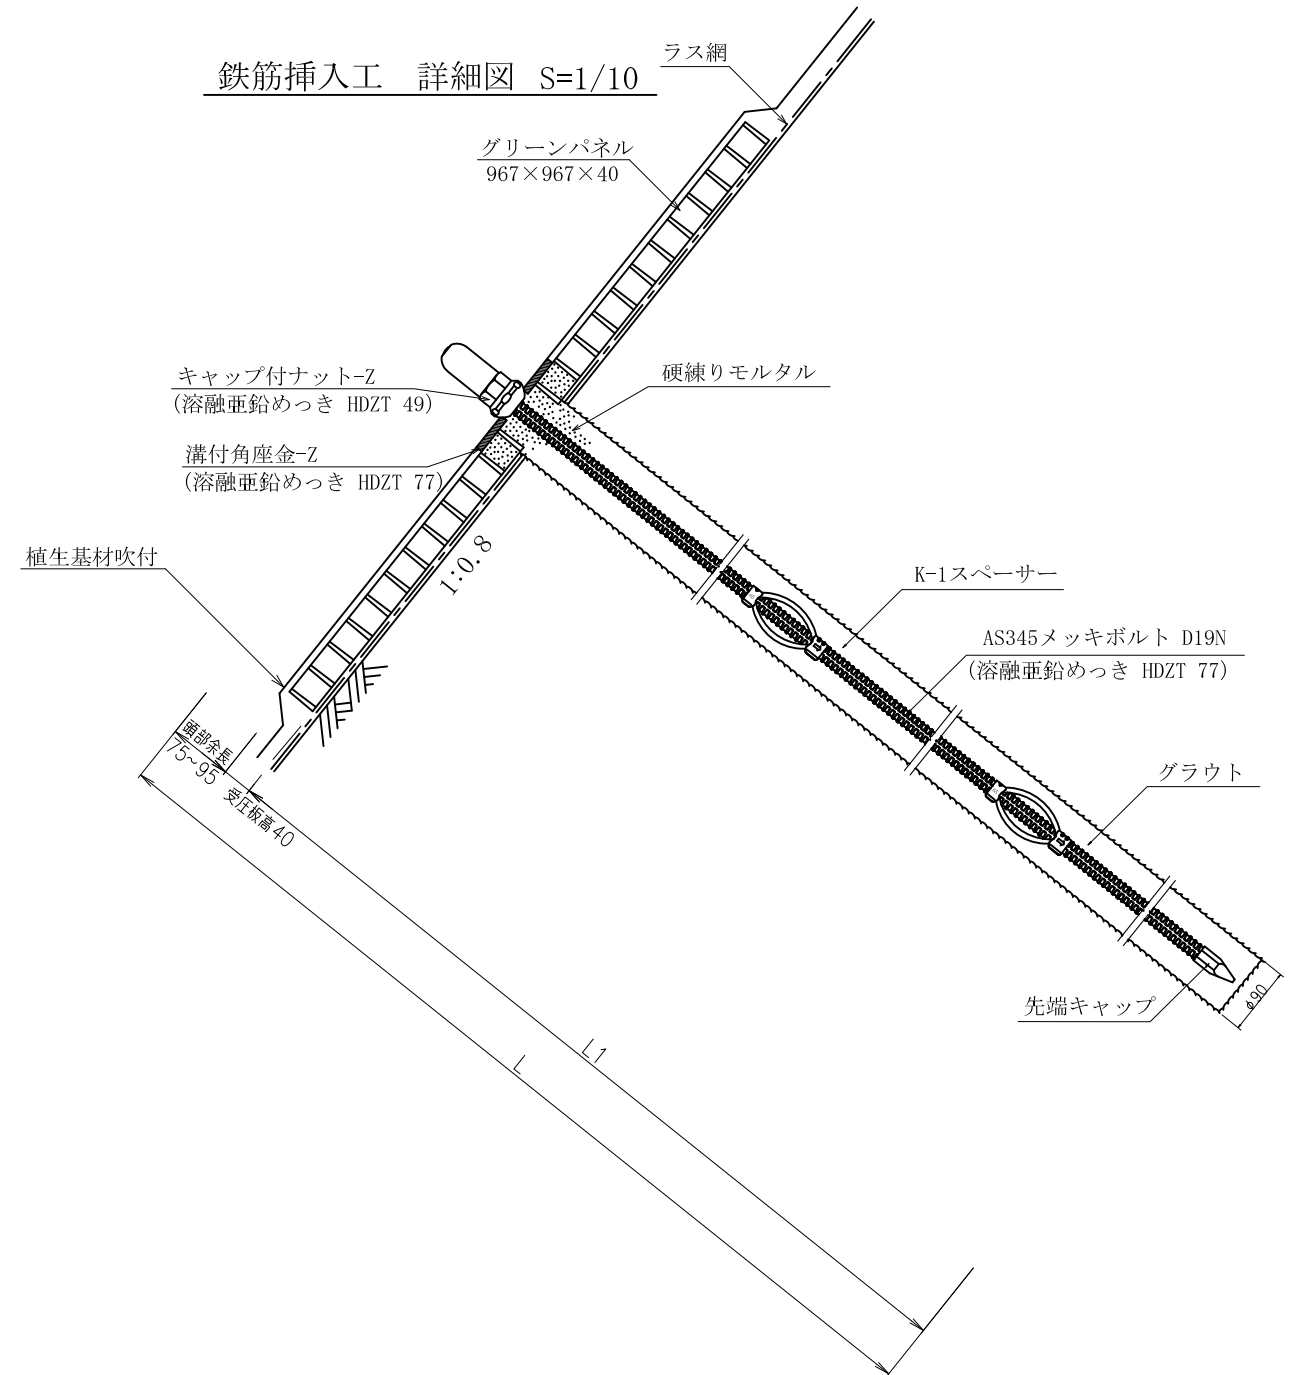 鉄筋挿入工　詳細図　S=1/10
ラス網
グリーンパネル
967×967×40
キャップ付ナット-Z
(溶融亜鉛めっき HDZT 49)
硬練りモルタル
溝付角座金-Z
(溶融亜鉛めっき HDZT 77)
植生基材吹付
1:0.8
K-1スペーサー
AS345メッキボルト D19N
(溶融亜鉛めっき HDZT 77)
頭部余長
75~95
受圧板高40
グラウト
先端キャップ
φ90
L1
L